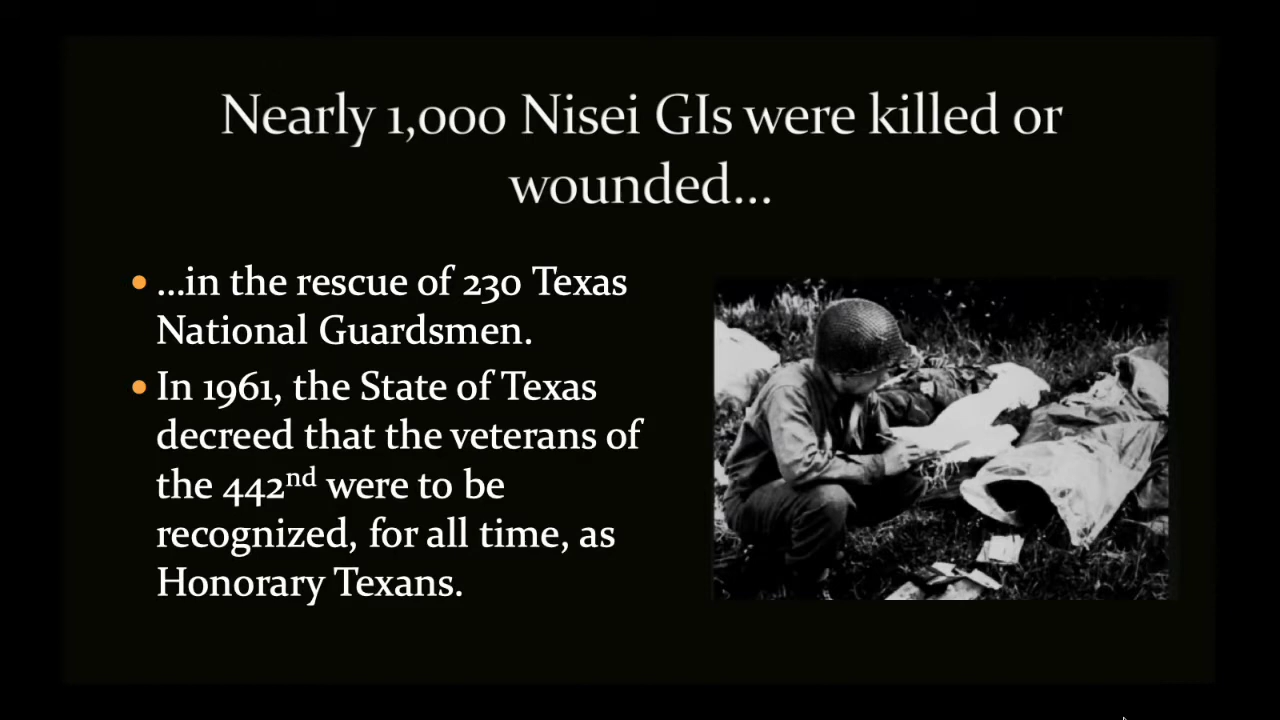 Nearly 1,000 Nisei GIs were killed or
wounded...
...in the rescue of 230 Texas
National Guardsmen.
In 1961, the State of Texas
decreed that the veterans of
the 442nd were to be
recognized, for all time, as
Honorary Texans.